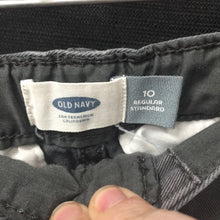 OLD NAVY
SAN FRANCISCO
CALIFORNIA
10
REGULAR
STANDARD